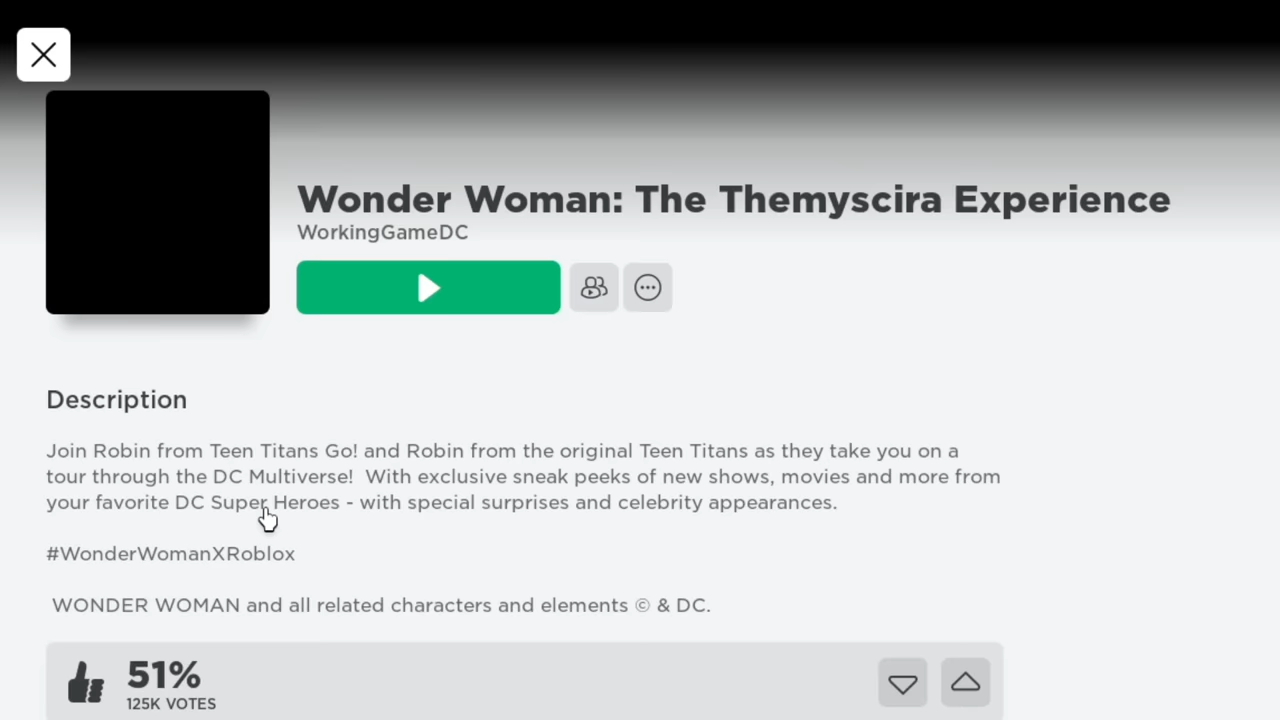 Wonder Woman: The Themyscira Experience
WorkingGameDC
Description
Join Robin from Teen Titans Go! and Robin from the original Teen Titans as they take you on a
tour through the DC Multiverse!  With exclusive sneak peeks of new shows, movies and more from
your favorite DC Super Heroes - with special surprises and celebrity appearances.
#WonderWomanXRoblox
WONDER WOMAN and all related characters and elements © & DC.
51%
125K VOTES